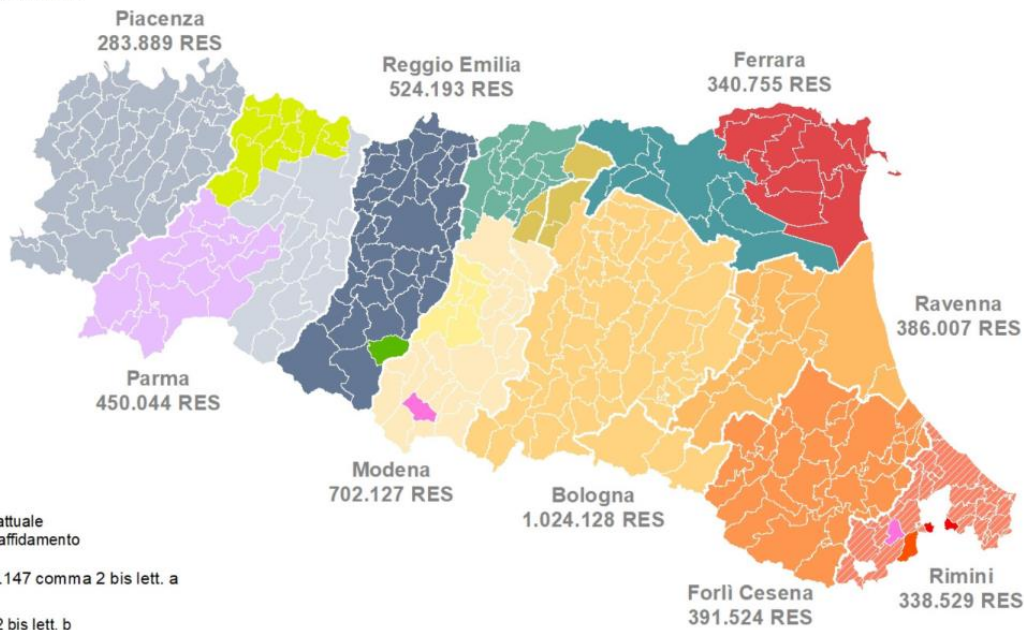 Piacenza
283.889 RES
Reggio Emilia
524.193 RES
Ferrara
340.755 RES
Ravenna
386.007 RES
Parma
450.044 RES
Modena
702.127 RES
Bologna
1.024.128 RES
Forlì Cesena
391.524 RES
Rimini
338.529 RES
attuale
affidamento
.147 comma 2 bis lett. a
2 bis lett. b